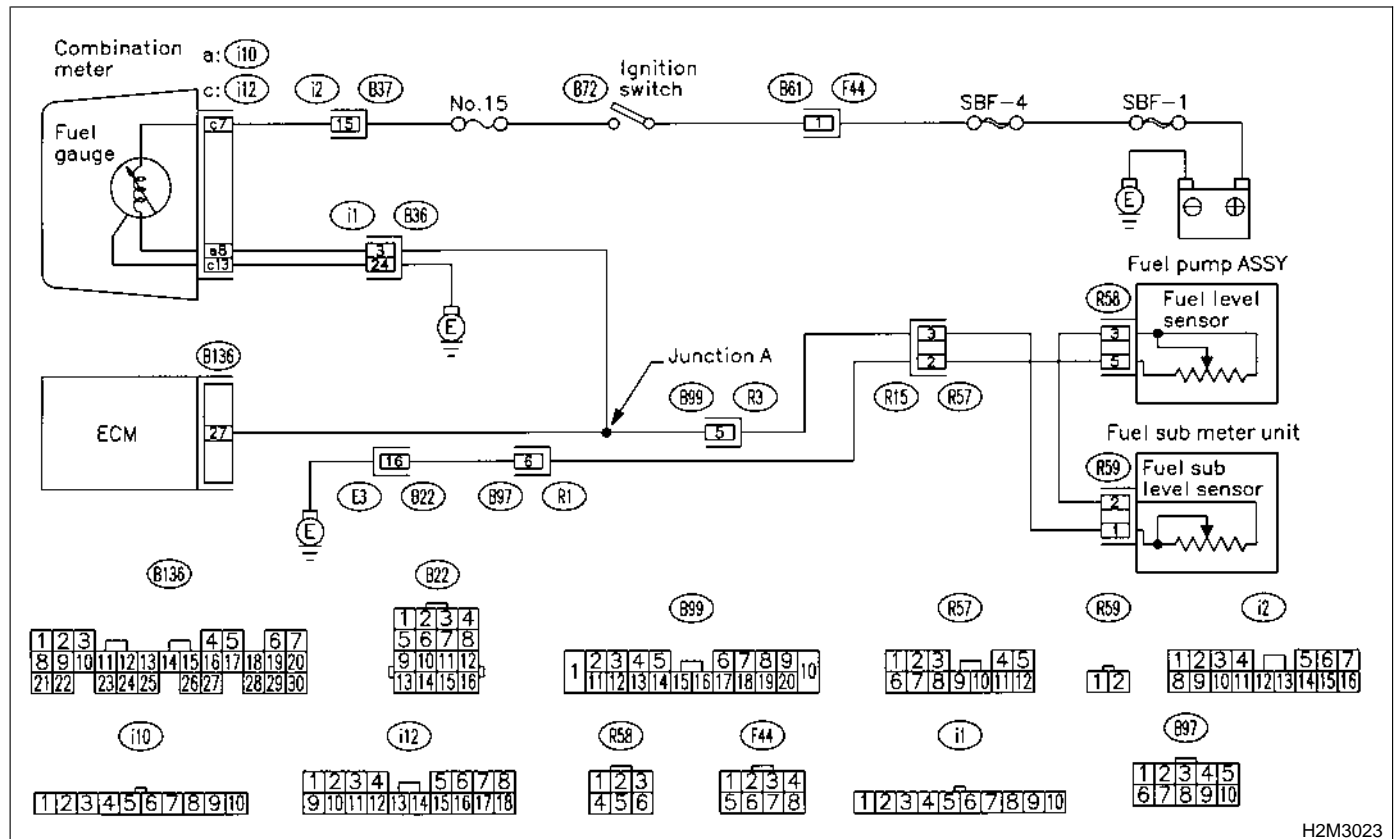 Combination
meter
a: i10
c: i12
i2
B37
No.15
B72
Ignition
switch
B61
F44
SBF-4
SBF-1
c7
15
1
Fuel
gauge
E
⊖ ⊕
i1
B36
a8
3
c13
24
E
Fuel pump ASSY
R58
Fuel level
sensor
3
5
3
2
R15
R57
B136
Junction A
B99
R3
ECM
27
5
Fuel sub meter unit
R59
Fuel sub
level sensor
2
1
16
6
E3
B22
B97
R1
E
B136
1 2 3 4 5 6 7
8 9 10 11 12 13 14 15 16 17 18 19 20
21 22 23 24 25 26 27 28 29 30
B22
1 2 3 4
5 6 7 8
9 10 11 12
13 14 15 16
B99
1 2 3 4 5 6 7 8 9 10
11 12 13 14 15 16 17 18 19 20
R57
1 2 3 4 5
6 7 8 9 10 11 12
R59
1 2
i2
1 2 3 4 5 6 7
8 9 10 11 12 13 14 15 16
i10
1 2 3 4 5 6 7 8 9 10
i12
1 2 3 4 5 6 7 8
9 10 11 12 13 14 15 16 17 18
R58
1 2 3
4 5 6
F44
1 2 3 4
5 6 7 8
i1
1 2 3 4 5 6 7 8 9 10
B97
1 2 3 4 5
6 7 8 9 10
H2M3023